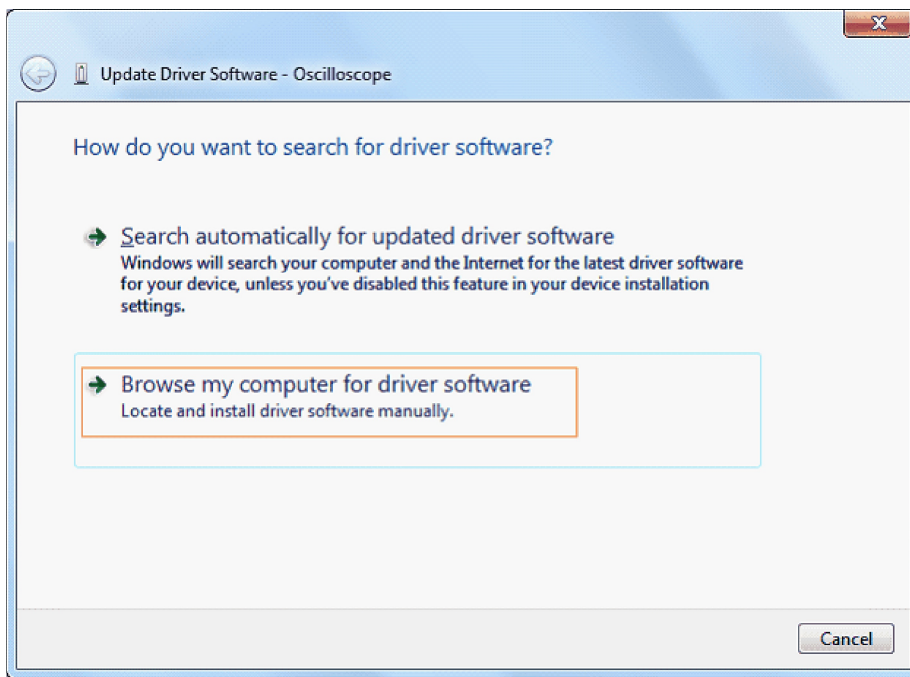 X
Update Driver Software - Oscilloscope
How do you want to search for driver software?
Search automatically for updated driver software
Windows will search your computer and the Internet for the latest driver software
for your device, unless you've disabled this feature in your device installation
settings.
Browse my computer for driver software
Locate and install driver software manually.
Cancel